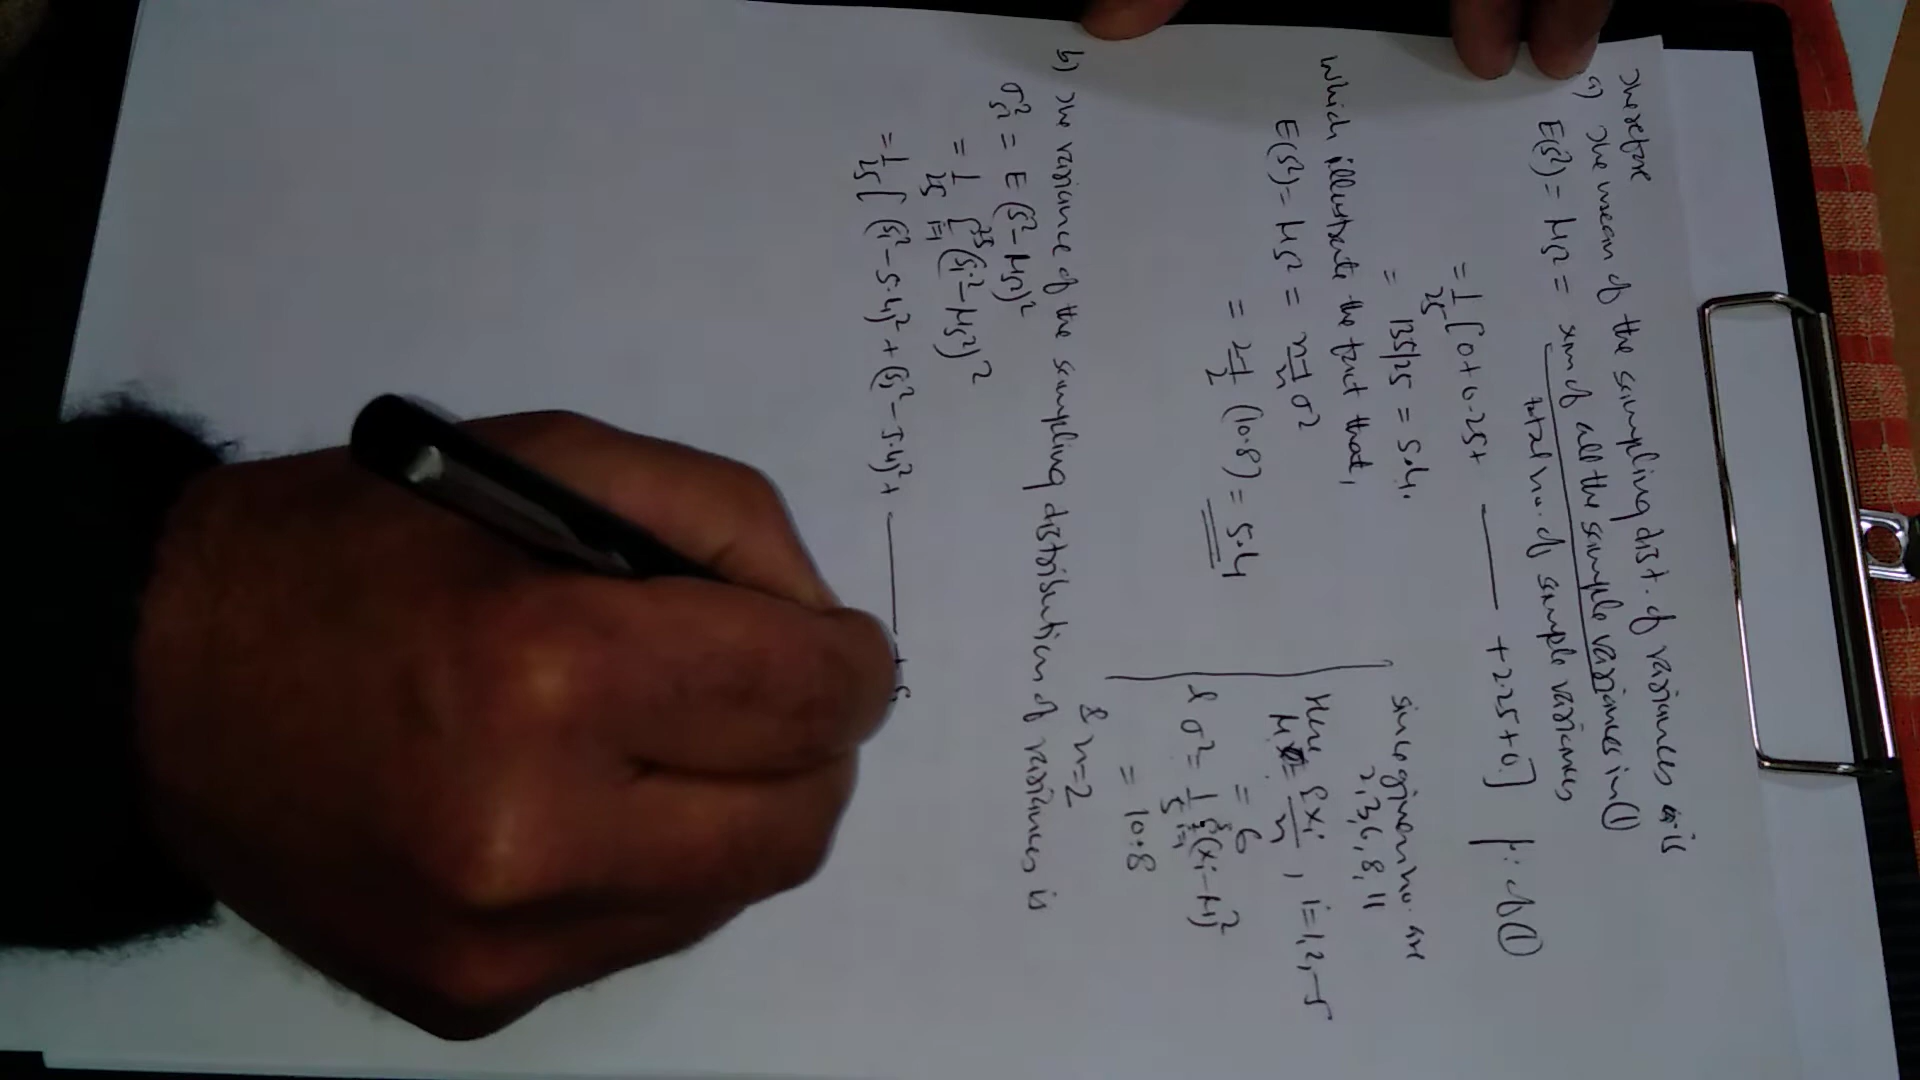 Therefore
a) The mean of the sampling dist. of variances is
E(s²) = μs² = sum of all the sample variances in ①
total no. of sample variances
= 1/25 [0+0.25+ —— +2.25+0] | ∵ of ①
= 135/25 = 5.4.
which illustrate the fact that,
E(s²) = μs² = n-1/n σ²
= 2-1/2 (10.8) = 5.4
since given no. are
2,3,6,8,11
Here μ = Σxi/n , i=1,2,–5
= 6
& σ² = 1/5 Σ(xi-μ)²
= 10.8
& n=2
b) The variance of the sampling distribution of variances is
σ²s² = E(s²-μs²)²
= 1/25 Σ(si²-μs²)²
= 1/25 [(s1²-5.4)² + (s2²-5.4)² + ——